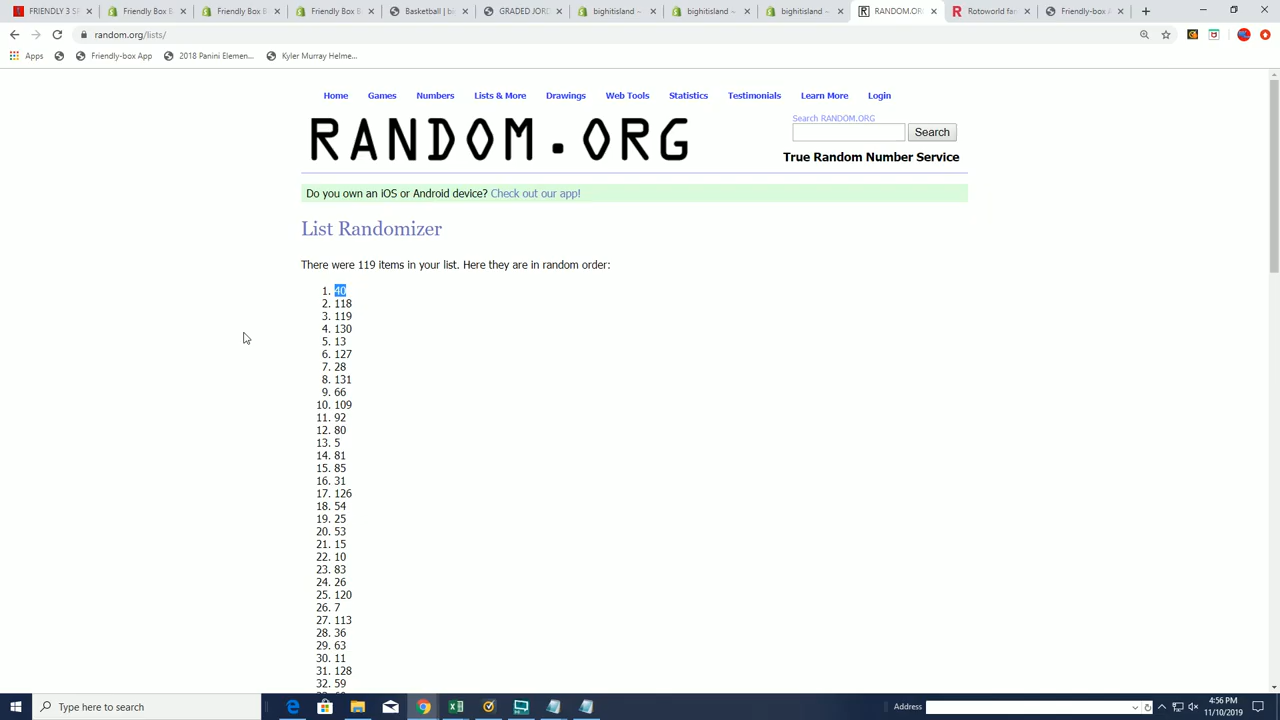 FRIENDLY 3 S
Friendly Box B
Friendly Box B
Friendly Box B
Basketball | bo
GRADED JORD
bighitisland –
bighitisland –
bighitisland –
RANDOM.OR
Rotoworld fan
Friendly-box A
random.org/lists/
Apps
Friendly-box App
2018 Panini Elemen...
Kyler Murray Helme...
Home
Games
Numbers
Lists & More
Drawings
Web Tools
Statistics
Testimonials
Learn More
Login
RANDOM.ORG
Search RANDOM.ORG
Search
True Random Number Service
Do you own an iOS or Android device? Check out our app!
List Randomizer
There were 119 items in your list. Here they are in random order:
1. 40
2. 118
3. 119
4. 130
5. 13
6. 127
7. 28
8. 131
9. 66
10. 109
11. 92
12. 80
13. 5
14. 81
15. 85
16. 31
17. 126
18. 54
19. 25
20. 53
21. 15
22. 10
23. 83
24. 26
25. 120
26. 7
27. 113
28. 36
29. 63
30. 11
31. 128
32. 59
Type here to search
Address
4:56 PM
11/10/2019